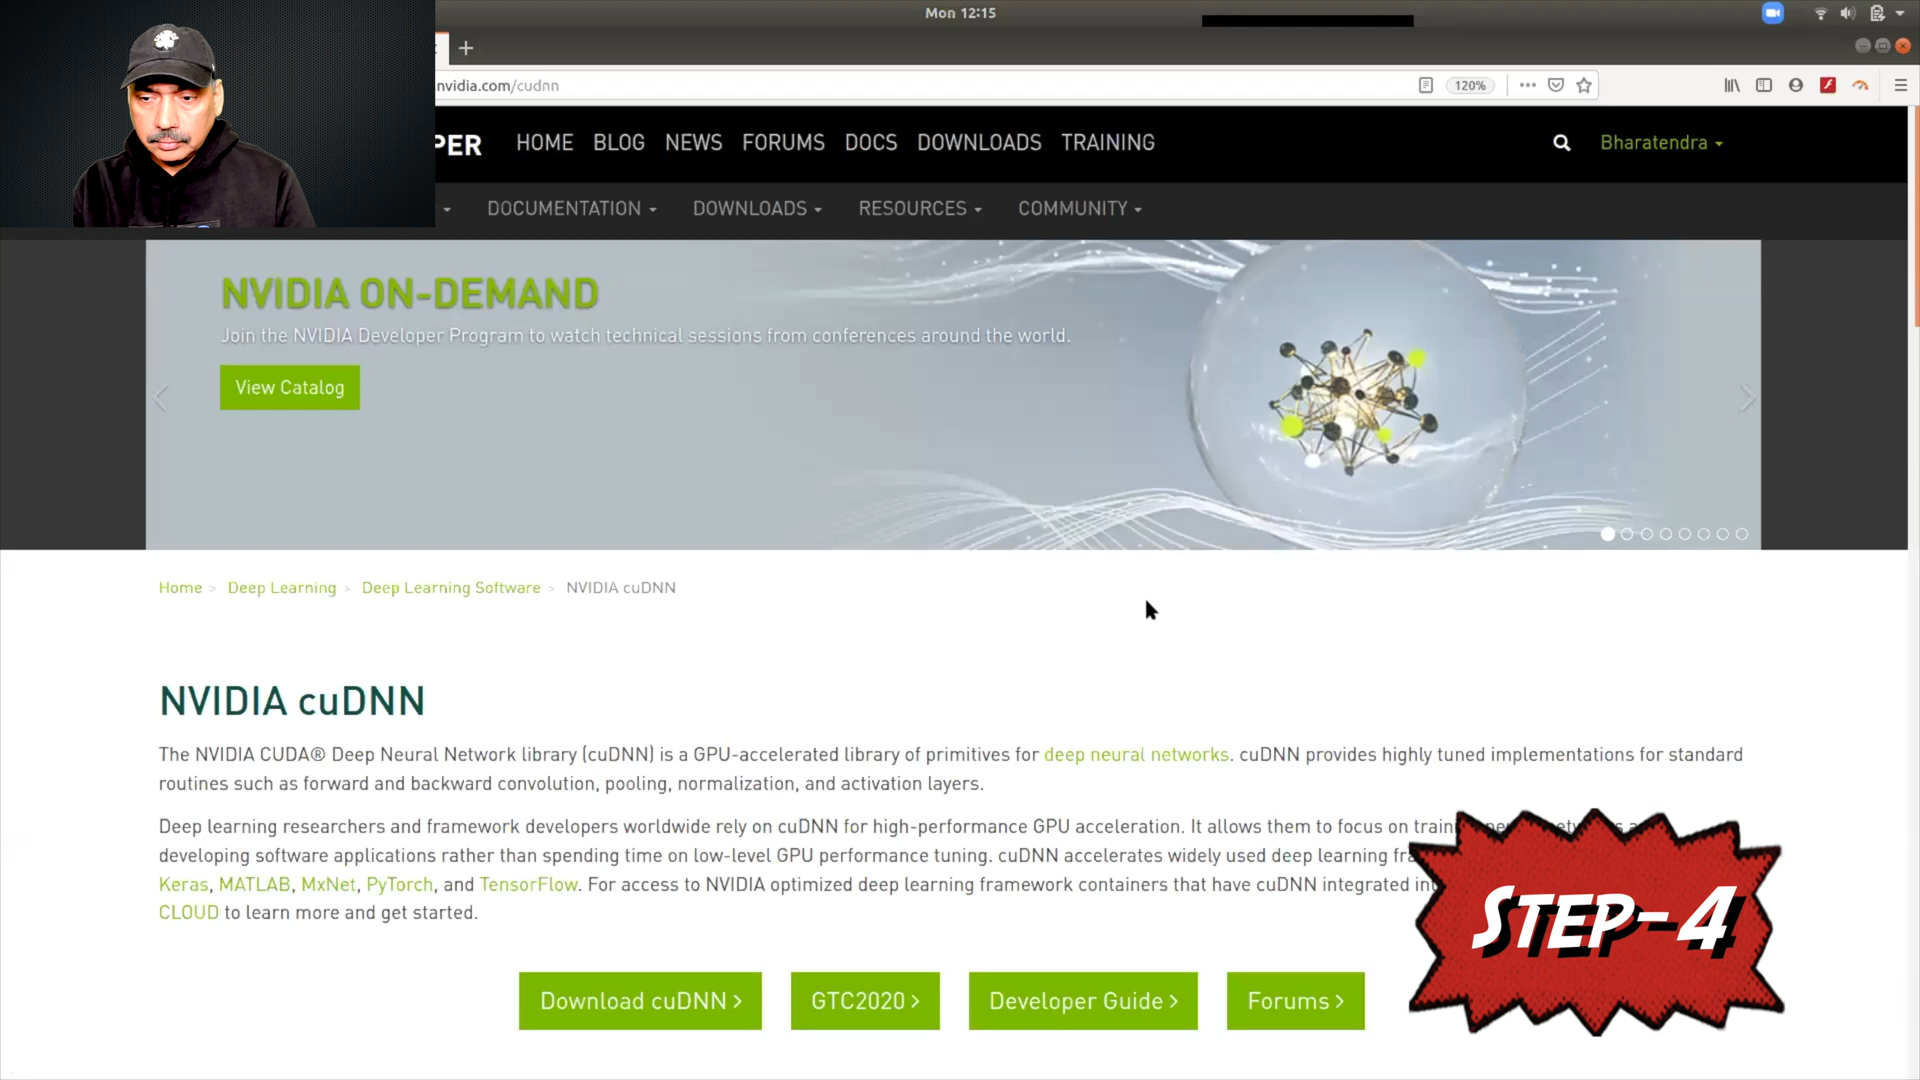 Mon 12:15
nvidia.com/cudnn
120%
PER HOME BLOG NEWS FORUMS DOCS DOWNLOADS TRAINING
Bharatendra
DOCUMENTATION DOWNLOADS RESOURCES COMMUNITY
NVIDIA ON-DEMAND
Join the NVIDIA Developer Program to watch technical sessions from conferences around the world.
View Catalog
Home > Deep Learning > Deep Learning Software > NVIDIA cuDNN
NVIDIA cuDNN
The NVIDIA CUDA® Deep Neural Network library (cuDNN) is a GPU-accelerated library of primitives for deep neural networks. cuDNN provides highly tuned implementations for standard
routines such as forward and backward convolution, pooling, normalization, and activation layers.
Deep learning researchers and framework developers worldwide rely on cuDNN for high-performance GPU acceleration. It allows them to focus on
developing software applications rather than spending time on low-level GPU performance tuning. cuDNN accelerates widely used deep learning
Keras, MATLAB, MxNet, PyTorch, and TensorFlow. For access to NVIDIA optimized deep learning framework containers that have cuDNN integrated
CLOUD to learn more and get started.
STEP-4
Download cuDNN >
GTC2020 >
Developer Guide >
Forums >